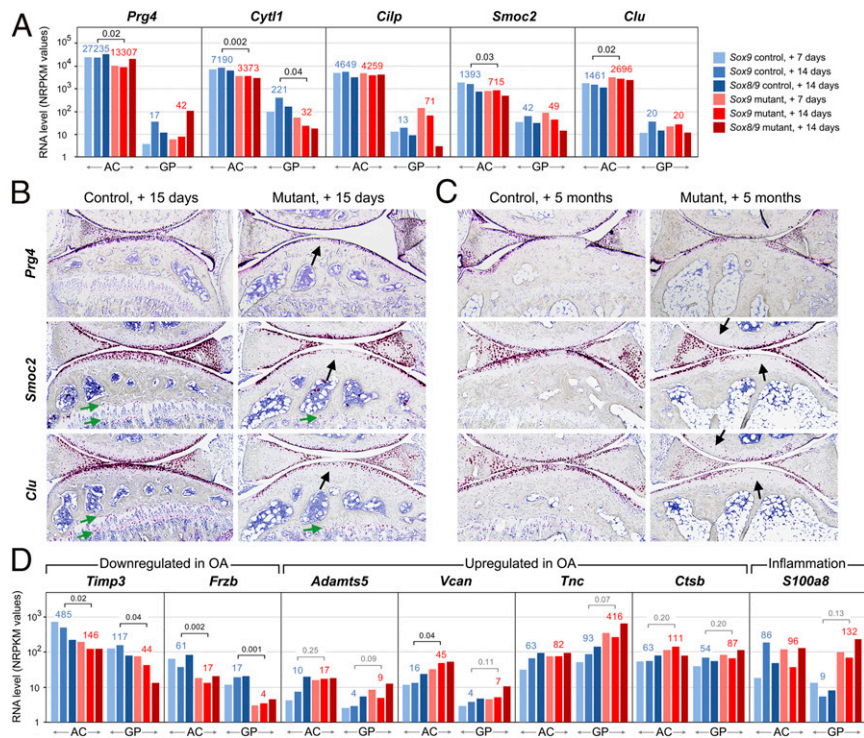 A
Prg4 Cytl1 Cilp Smoc2 Clu
RNA level (NRPKM values)
10^5
10^4
10^3
10^2
10
1
27235 0.02 13307 17 42
7190 0.002 3373 221 0.04 32
4649 4259 13 71
1393 0.03 715 42 49
1461 0.02 2696 20 20
← AC → ← GP → ← AC → ← GP → ← AC → ← GP → ← AC → ← GP → ← AC → ← GP →
Sox9 control, + 7 days
Sox9 control, + 14 days
Sox8/9 control, + 14 days
Sox9 mutant, + 7 days
Sox9 mutant, + 14 days
Sox8/9 mutant, + 14 days
B
Control, + 15 days Mutant, + 15 days
C
Control, + 5 months Mutant, + 5 months
Prg4
Smoc2
Clu
D
Downregulated in OA Upregulated in OA Inflammation
Timp3 Frzb Adamts5 Vcan Tnc Ctsb S100a8
RNA level (NRPKM values)
10^3
10^2
10
1
485 0.02 146 117 0.04 44
61 0.002 17 17 0.001 4
10 0.25 17 4 0.09 9
16 0.04 45 4 0.11 7
63 82 93 0.07 416
63 0.20 111 54 0.20 87
86 96 9 0.13 132
← AC → ← GP → ← AC → ← GP → ← AC → ← GP → ← AC → ← GP → ← AC → ← GP → ← AC → ← GP → ← AC → ← GP →